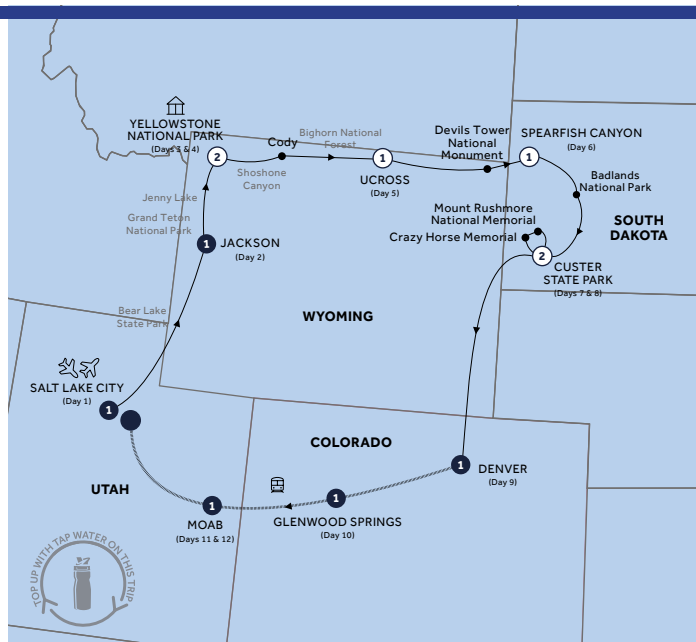 YELLOWSTONE
NATIONAL PARK
(Days 3 & 4)
2
Cody
Bighorn National
Forest
Shoshone
Canyon
1
UCROSS
(Day 5)
Devils Tower
National
Monument
SPEARFISH CANYON
(Day 6)
1
Badlands
National Park
SOUTH
DAKOTA
Mount Rushmore
National Memorial
Crazy Horse Memorial
2
CUSTER
STATE PARK
(Days 7 & 8)
Jenny Lake
Grand Teton
National Park
1
JACKSON
(Day 2)
Bear Lake
State Park
WYOMING
SALT LAKE CITY
(Day 1)
1
COLORADO
1
DENVER
(Day 9)
UTAH
1
MOAB
(Days 11 & 12)
1
GLENWOOD SPRINGS
(Day 10)
TOP UP WITH TAP WATER ON THIS TRIP